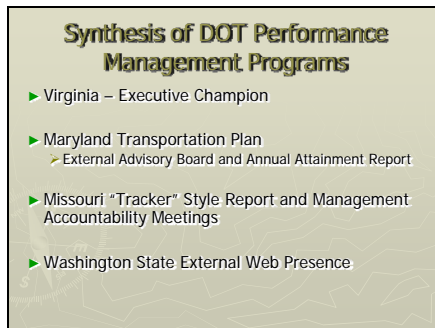 Synthesis of DOT Performance
Management Programs
► Virginia – Executive Champion
► Maryland Transportation Plan
➢ External Advisory Board and Annual Attainment Report
► Missouri "Tracker" Style Report and Management
Accountability Meetings
► Washington State External Web Presence
s
m